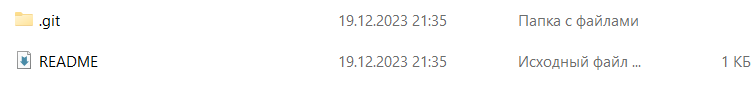 .git 19.12.2023 21:35 Папка с файлами
README 19.12.2023 21:35 Исходный файл ... 1 КБ